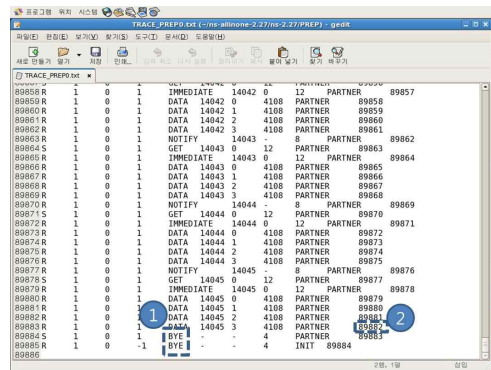 프로그램 위치 시스템
TRACE_PREP0.txt (~/ns-allinone-2.27/ns-2.27/PREP) - gedit
파일(F) 편집(E) 보기(V) 찾기(S) 도구(T) 문서(D) 도움말(H)
새로 만들기 열기 저장 인쇄... 입력 취소 다시 실행 잘라내기 복사 붙여 넣기 찾기 바꾸기
TRACE_PREP0.txt
89858 R 1 0 1 IMMEDIATE 14042 0 12 PARTNER 89857
89859 R 1 0 1 DATA 14042 0 4108 PARTNER 89858
89860 R 1 0 1 DATA 14042 1 4108 PARTNER 89859
89861 R 1 0 1 DATA 14042 2 4108 PARTNER 89860
89862 R 1 0 1 DATA 14042 3 4108 PARTNER 89861
89863 R 1 0 1 NOTIFY 14043 - 8 PARTNER 89862
89864 S 1 0 1 GET 14043 0 12 PARTNER 89863
89865 R 1 0 1 IMMEDIATE 14043 0 12 PARTNER 89864
89866 R 1 0 1 DATA 14043 0 4108 PARTNER 89865
89867 R 1 0 1 DATA 14043 1 4108 PARTNER 89866
89868 R 1 0 1 DATA 14043 2 4108 PARTNER 89867
89869 R 1 0 1 DATA 14043 3 4108 PARTNER 89868
89870 R 1 0 1 NOTIFY 14044 - 8 PARTNER 89869
89871 S 1 0 1 GET 14044 0 12 PARTNER 89870
89872 R 1 0 1 IMMEDIATE 14044 0 12 PARTNER 89871
89873 R 1 0 1 DATA 14044 0 4108 PARTNER 89872
89874 R 1 0 1 DATA 14044 1 4108 PARTNER 89873
89875 R 1 0 1 DATA 14044 2 4108 PARTNER 89874
89876 R 1 0 1 DATA 14044 3 4108 PARTNER 89875
89877 R 1 0 1 NOTIFY 14045 - 8 PARTNER 89876
89878 S 1 0 1 GET 14045 0 12 PARTNER 89877
89879 R 1 0 1 IMMEDIATE 14045 0 12 PARTNER 89878
89880 R 1 0 1 DATA 14045 0 4108 PARTNER 89879
89881 R 1 0 DATA 14045 1 4108 PARTNER 89880
89882 R 1 0 DATA 14045 2 4108 PARTNER 89881
89883 R 1 0 DATA 14045 3 4108 PARTNER 89882
89884 S 1 0 1 BYE - - 4 PARTNER 89883
89885 R 1 0 -1 BYE - - 4 INIT 89884
89886
1
2
2행, 1열 삽입